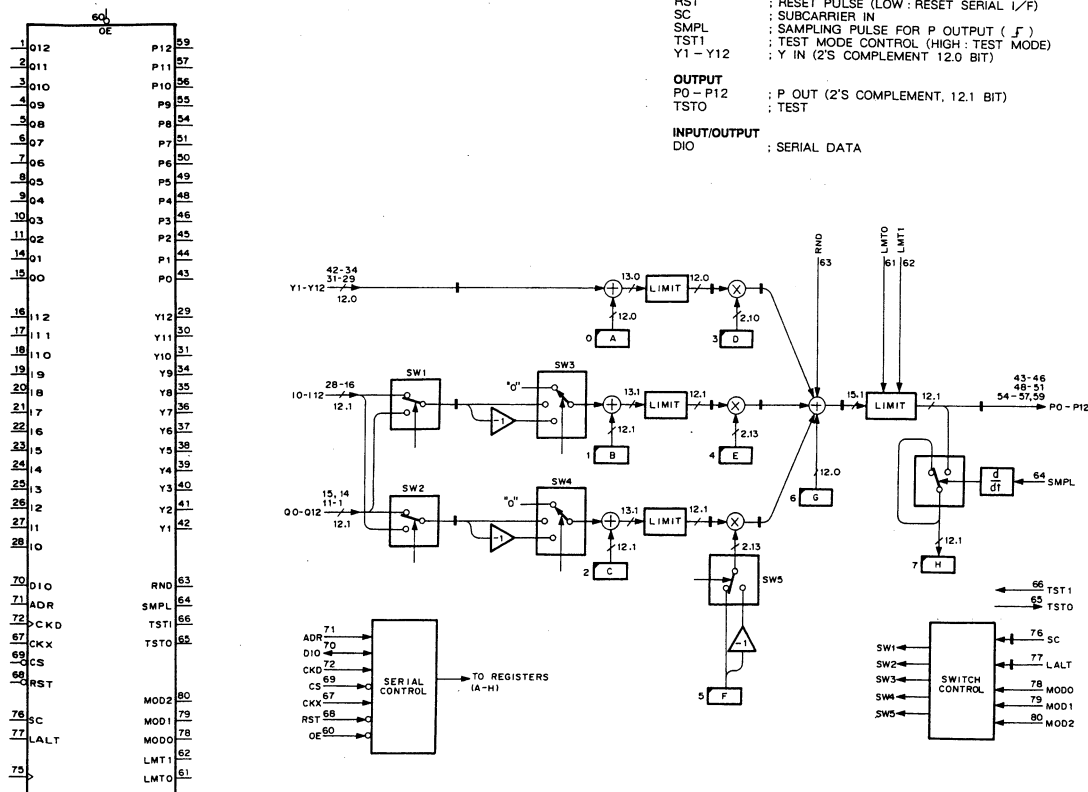 RST ; RESET PULSE (LOW : RESET SERIAL I/F)
SC ; SUBCARRIER IN
SMPL ; SAMPLING PULSE FOR P OUTPUT ( )
TST1 ; TEST MODE CONTROL (HIGH : TEST MODE)
Y1-Y12 ; Y IN (2'S COMPLEMENT 12.0 BIT)
OUTPUT
P0-P12 ; P OUT (2'S COMPLEMENT, 12.1 BIT)
TSTO ; TEST
INPUT/OUTPUT
DIO ; SERIAL DATA
60
OE
1 Q12 P12 59
2 Q11 P11 57
3 Q10 P10 56
4 Q9 P9 55
5 Q8 P8 54
6 Q7 P7 51
7 Q6 P6 50
8 Q5 P5 49
9 Q4 P4 48
10 Q3 P3 46
11 Q2 P2 45
14 Q1 P1 44
15 Q0 P0 43
16 I12 Y12 29
17 I11 Y11 30
18 I10 Y10 31
19 I9 Y9 34
20 I8 Y8 35
21 I7 Y7 36
22 I6 Y6 37
23 I5 Y5 38
24 I4 Y4 39
25 I3 Y3 40
26 I2 Y2 41
27 I1 Y1 42
28 I0
70 DIO RND 63
71 ADR SMPL 64
72 CKD TST1 66
67 CKX TSTO 65
69 CS
68 RST
MOD2 80
76 SC MOD1 79
77 LALT MOD0 78
LMT1 62
75 LMT0 61
RND 63
LMT0 61
LMT1 62
Y1-Y12 42-34 31-29 12.0
13.0 LIMIT 12.0
12.0 2.10
0 A 3 D
SW1 SW3
I0-I12 28-16 12.1
"0"
-1
13.1 LIMIT 12.1
12.1 2.13
1 B 4 E
15.1 LIMIT 12.1
43-46
48-51
54-57,59
P0-P12
12.0
6 G
d/dt 64 SMPL
12.1
7 H
SW2 SW4
Q0-Q12 15, 14 11-1 12.1
"0"
-1
13.1 LIMIT 12.1
12.1 2.13
2 C
SW5
-1
5 F
66 TST1
65 TSTO
ADR 71
DIO 70
CKD 72
CS 69
CKX 67
RST 68
OE 60
SERIAL
CONTROL
TO REGISTERS
(A-H)
SW1
SW2
SW3
SW4
SW5
SWITCH
CONTROL
76 SC
77 LALT
78 MOD0
79 MOD1
80 MOD2